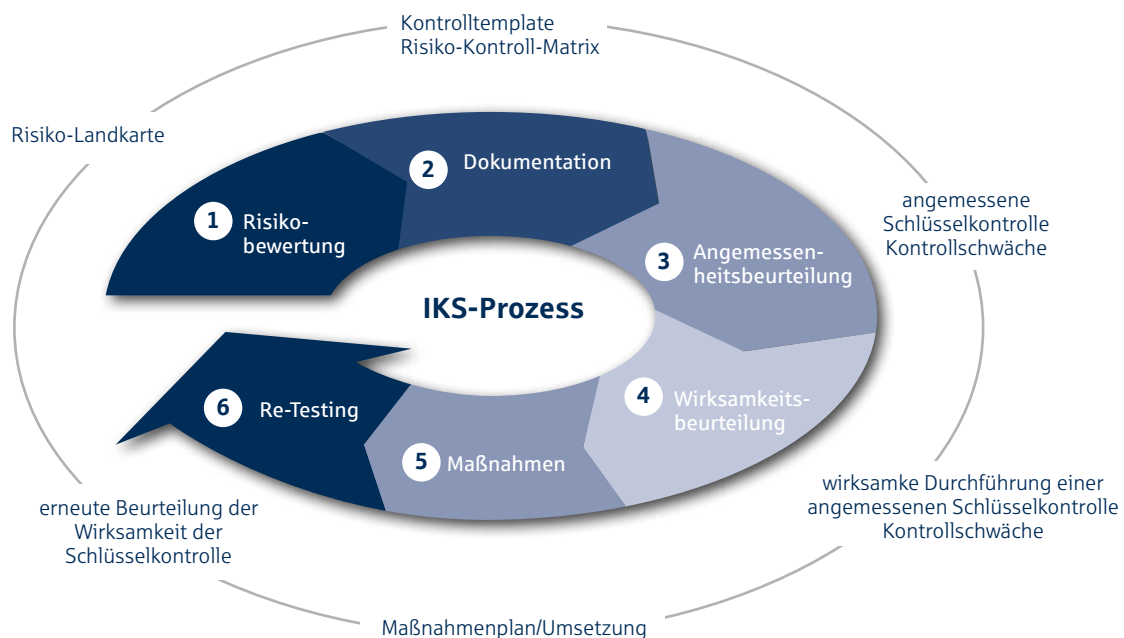 Kontrolltemplate
Risiko-Kontroll-Matrix
Risiko-Landkarte
1 Risiko-
bewertung
2 Dokumentation
angemessene
Schlüsselkontrolle
Kontrollschwäche
3 Angemessen-
heitsbeurteilung
IKS-Prozess
4 Wirksamkeits-
beurteilung
5 Maßnahmen
6 Re-Testing
wirksamke Durchführung einer
angemessenen Schlüsselkontrolle
Kontrollschwäche
erneute Beurteilung der
Wirksamkeit der
Schlüsselkontrolle
Maßnahmenplan/Umsetzung